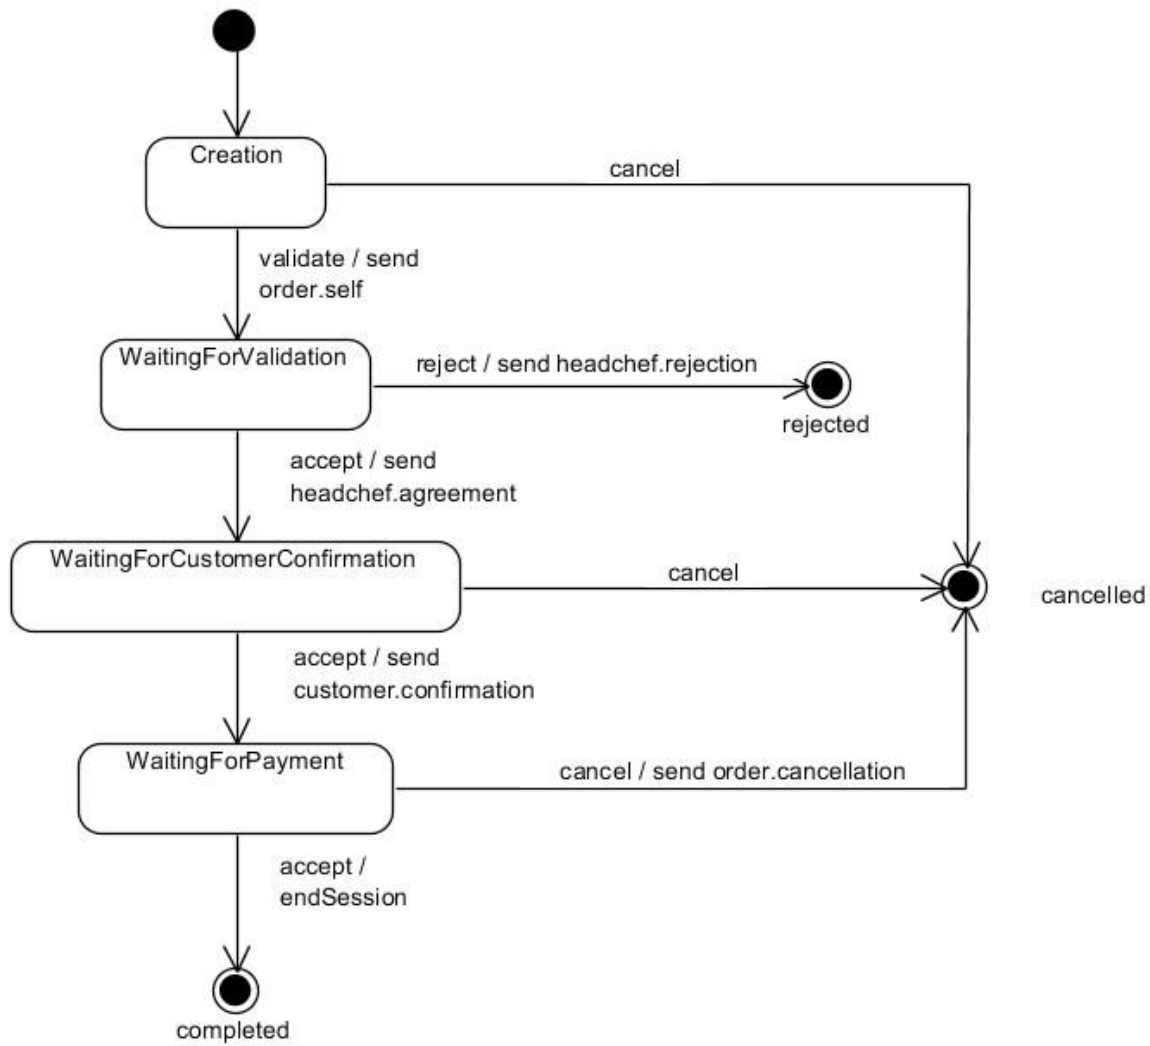 Creation
cancel
validate / send
order.self
WaitingForValidation
reject / send headchef.rejection
rejected
accept / send
headchef.agreement
WaitingForCustomerConfirmation
cancel
cancelled
accept / send
customer.confirmation
WaitingForPayment
cancel / send order.cancellation
accept /
endSession
completed